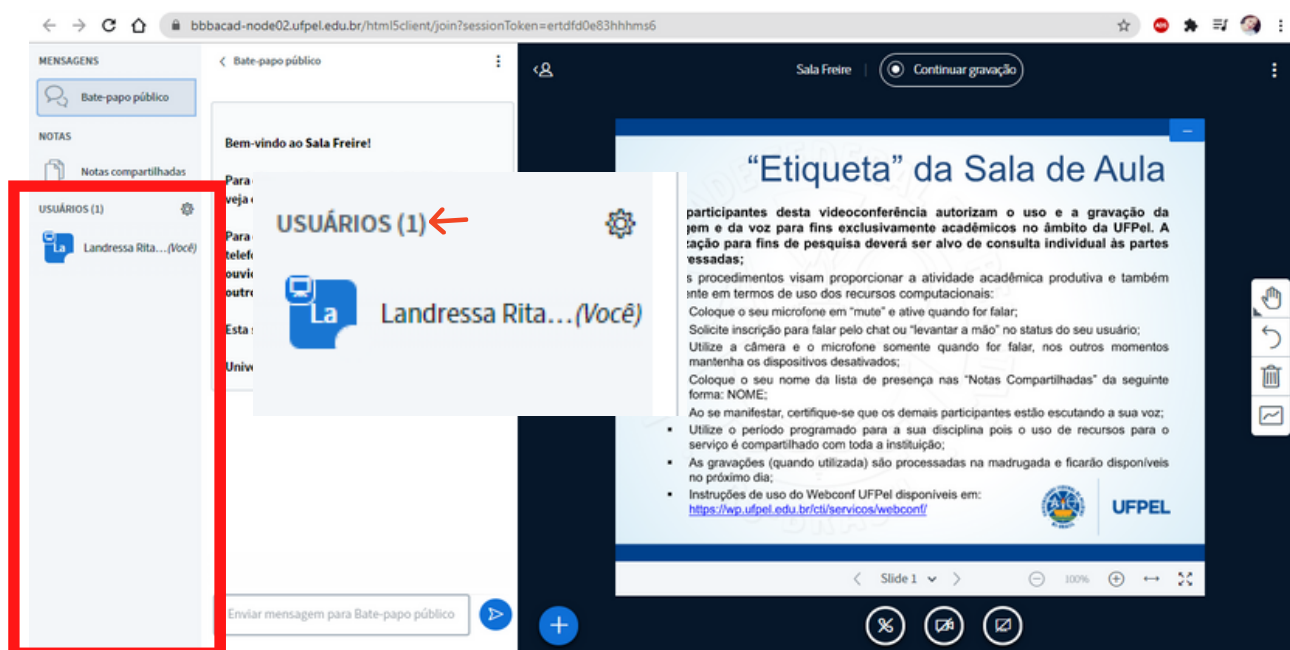 bbbacad-node02.ufpel.edu.br/html5client/join?sessionToken=ertdfd0e83hhhms6
MENSAGENS
Bate-papo público
NOTAS
Notas compartilhadas
USUÁRIOS (1)
La
Landressa Rita... (Você)
Bate-papo público
Bem-vindo ao Sala Freire!
Para
veja
Para
outro
Esta
USUÁRIOS (1)
La
Landressa Rita... (Você)
Enviar mensagem para Bate-papo público
Sala Freire
Continuar gravação
“Etiqueta” da Sala de Aula
participantes desta videoconferência autorizam o uso e a gravação da
e da voz para fins exclusivamente acadêmicos no âmbito da UFPel. A
para fins de pesquisa deverá ser alvo de consulta individual às partes
procedimentos visam proporcionar a atividade acadêmica produtiva e também
em termos de uso dos recursos computacionais:
Coloque o seu microfone em “mute” e ative quando for falar;
Solicite inscrição para falar pelo chat ou “levantar a mão” no status do seu usuário;
Utilize a câmera e o microfone somente quando for falar, nos outros momentos
mantenha os dispositivos desativados;
Coloque o seu nome da lista de presença nas “Notas Compartilhadas” da seguinte
forma: NOME;
Ao se manifestar, certifique-se que os demais participantes estão escutando a sua voz;
▪ Utilize o período programado para a sua disciplina pois o uso de recursos para o
serviço é compartilhado com toda a instituição;
▪ As gravações (quando utilizada) são processadas na madrugada e ficarão disponíveis
no próximo dia;
▪ Instruções de uso do Webconf UFPel disponíveis em:
https://wp.ufpel.edu.br/cti/servicos/webconf/
UFPEL
Slide 1
100%